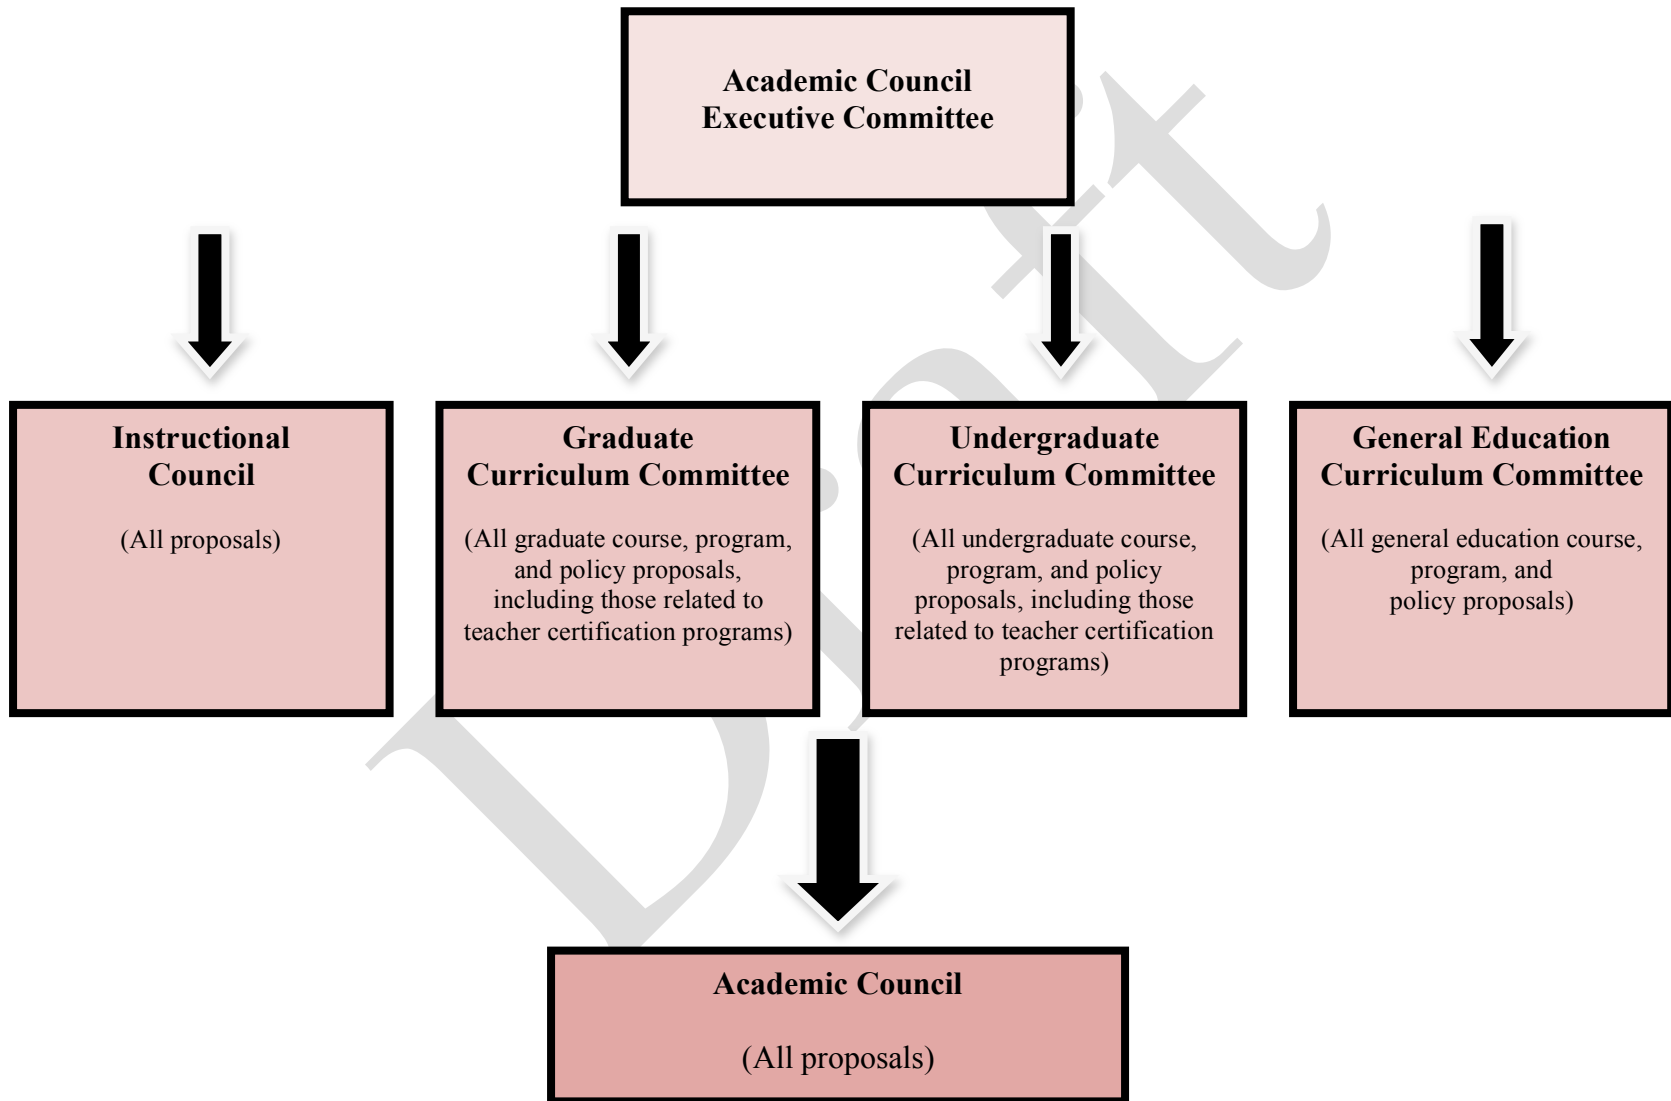 Academic Council
Executive Committee
Instructional
Council
(All proposals)
Graduate
Curriculum Committee
(All graduate course, program,
and policy proposals,
including those related to
teacher certification programs)
Undergraduate
Curriculum Committee
(All undergraduate course,
program, and policy
proposals, including those
related to teacher certification
programs)
General Education
Curriculum Committee
(All general education course,
program, and
policy proposals)
Academic Council
(All proposals)
Draft